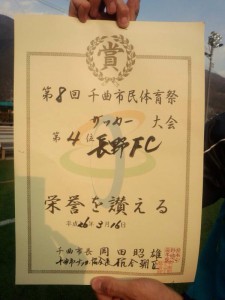 賞
第8回 千曲市民体育祭
サッカー 大会
第4位 長野FC
栄誉を讃える
平成26年3月16日
千曲市長 岡田昭雄